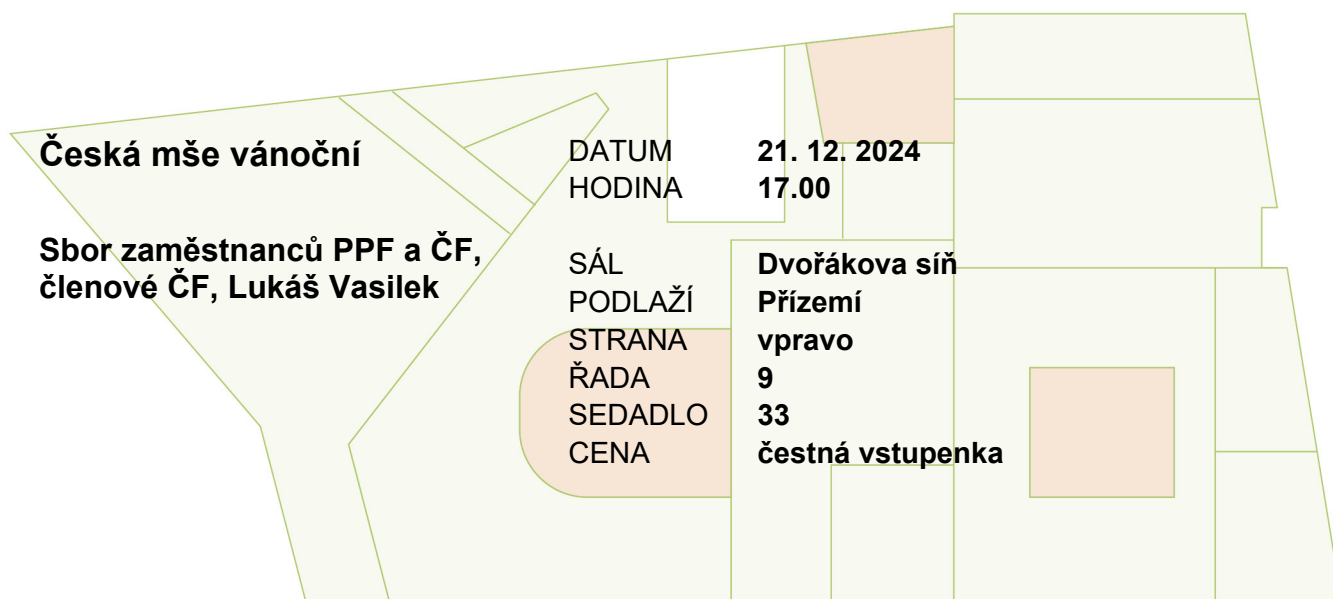 Česká mše vánoční
Sbor zaměstnanců PPF a ČF,
členové ČF, Lukáš Vasilek
DATUM 21. 12. 2024
HODINA 17.00
SÁL Dvořákova síň
PODLAŽÍ Přízemí
STRANA vpravo
ŘADA 9
SEDADLO 33
CENA čestná vstupenka